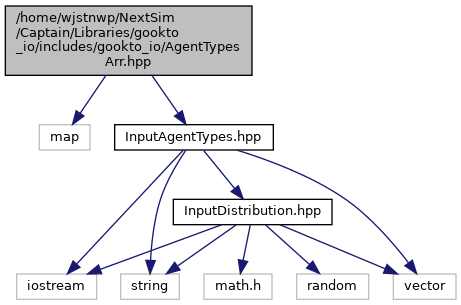 /home/wjstnwp/NextSim
/Captain/Libraries/gookto
_io/includes/gookto_io/AgentTypes
Arr.hpp
map
InputAgentTypes.hpp
InputDistribution.hpp
iostream
string
math.h
random
vector